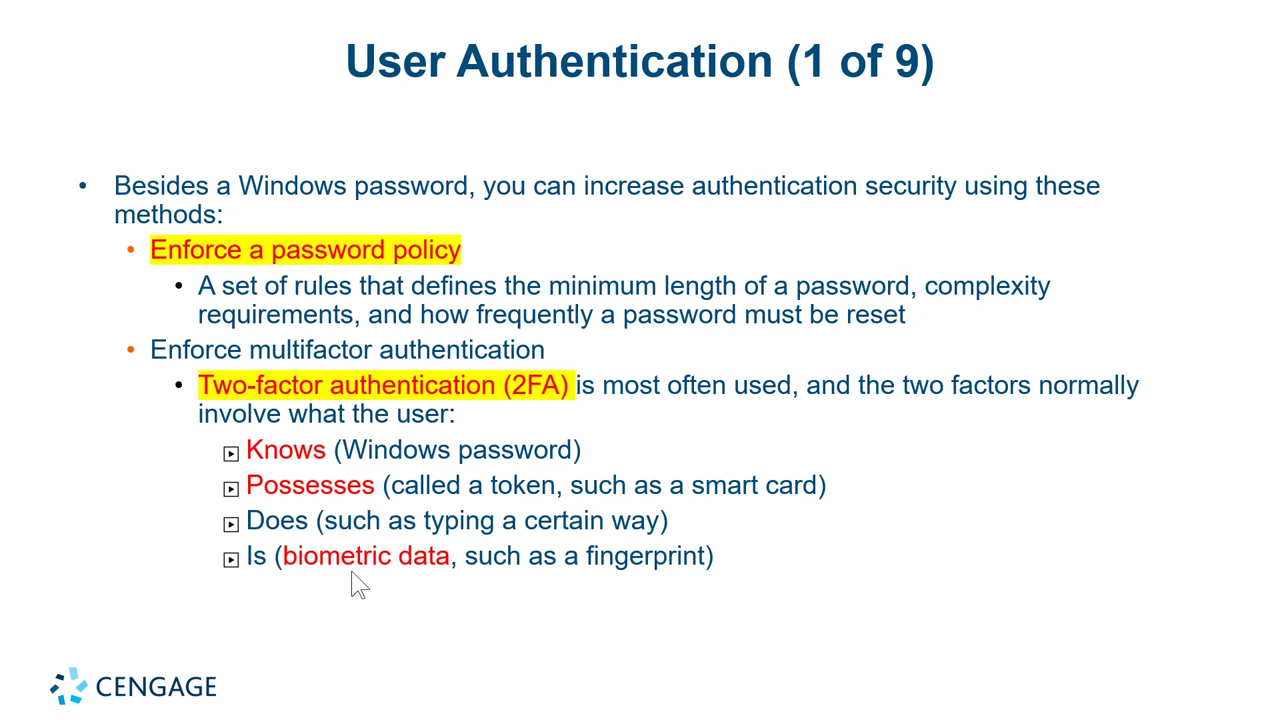 User Authentication (1 of 9)
• Besides a Windows password, you can increase authentication security using these
methods:
• Enforce a password policy
• A set of rules that defines the minimum length of a password, complexity
requirements, and how frequently a password must be reset
• Enforce multifactor authentication
• Two-factor authentication (2FA) is most often used, and the two factors normally
involve what the user:
Knows (Windows password)
Possesses (called a token, such as a smart card)
Does (such as typing a certain way)
Is (biometric data, such as a fingerprint)
CENGAGE